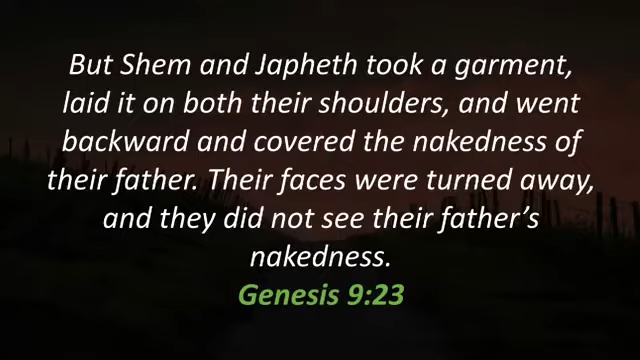 But Shem and Japheth took a garment,
laid it on both their shoulders, and went
backward and covered the nakedness of
their father. Their faces were turned away,
and they did not see their father’s
nakedness.
Genesis 9:23